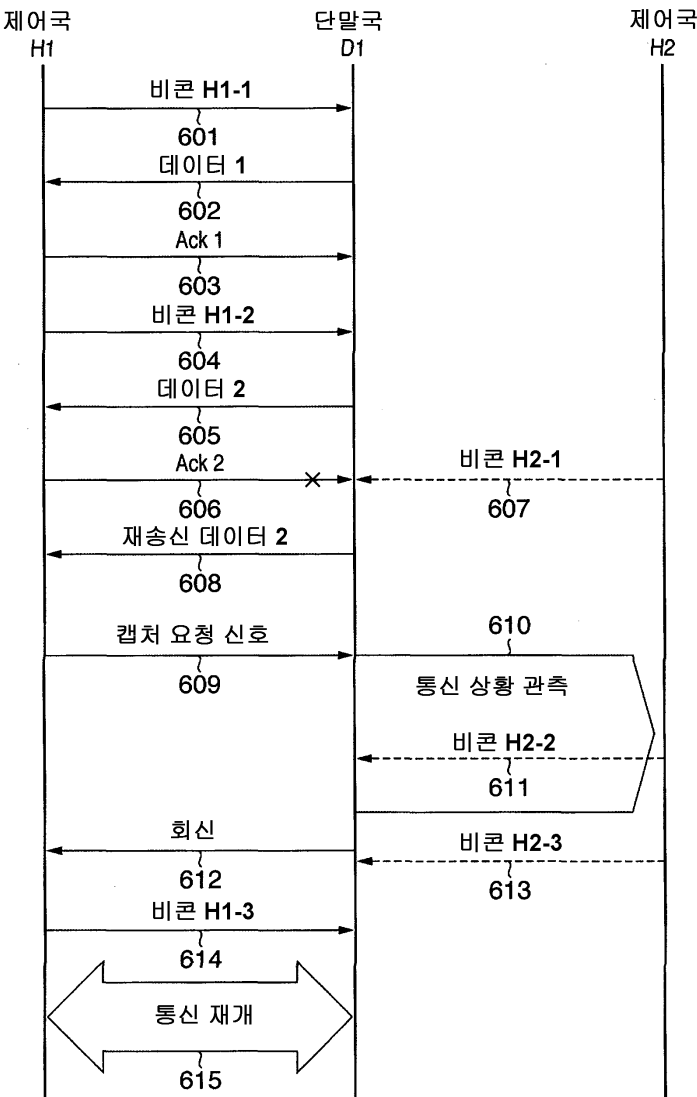 제어국
H1
단말국
D1
제어국
H2
비콘 H1-1
601
데이터 1
602
Ack 1
603
비콘 H1-2
604
데이터 2
605
Ack 2
606
비콘 H2-1
607
재송신 데이터 2
608
캡처 요청 신호
609
610
통신 상황 관측
비콘 H2-2
611
회신
612
비콘 H2-3
613
비콘 H1-3
614
통신 재개
615